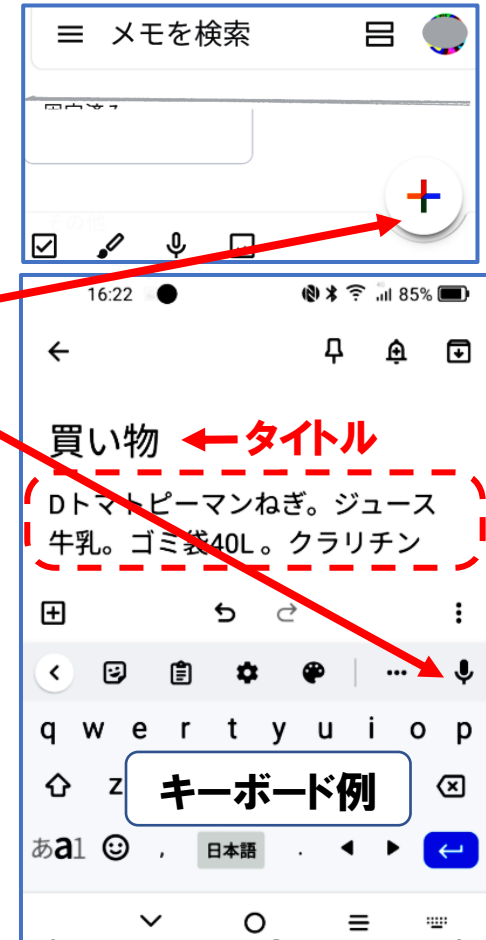 メモを検索
その他
16:22
85%
買い物
タイトル
Dトマトピーマンねぎ。ジュース
牛乳。ゴミ袋40L。クラリチン
q w e r t y u i o p
z
キーボード例
あa1
,
日本語
.